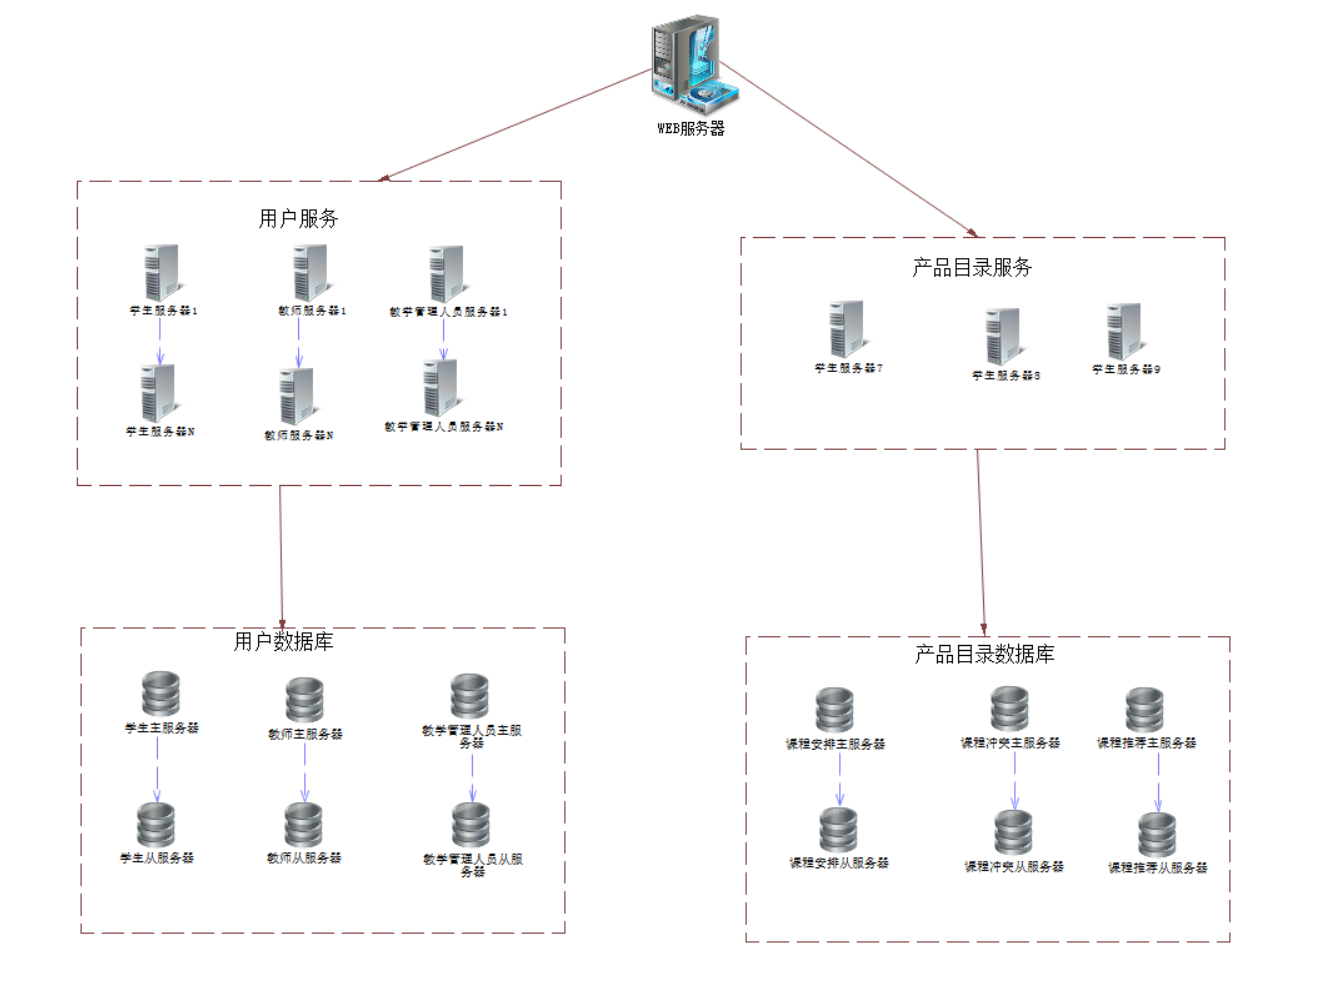 WEB服务器
用户服务
学生服务器1
教师服务器1
教学管理人员服务器1
学生服务器N
教师服务器N
教学管理人员服务器N
产品目录服务
学生服务器7
学生服务器8
学生服务器9
用户数据库
学生主服务器
教师主服务器
教学管理人员主服
务器
学生从服务器
教师从服务器
教学管理人员从服
务器
产品目录数据库
课程安排主服务器
课程冲突主服务器
课程推荐主服务器
课程安排从服务器
课程冲突从服务器
课程推荐从服务器